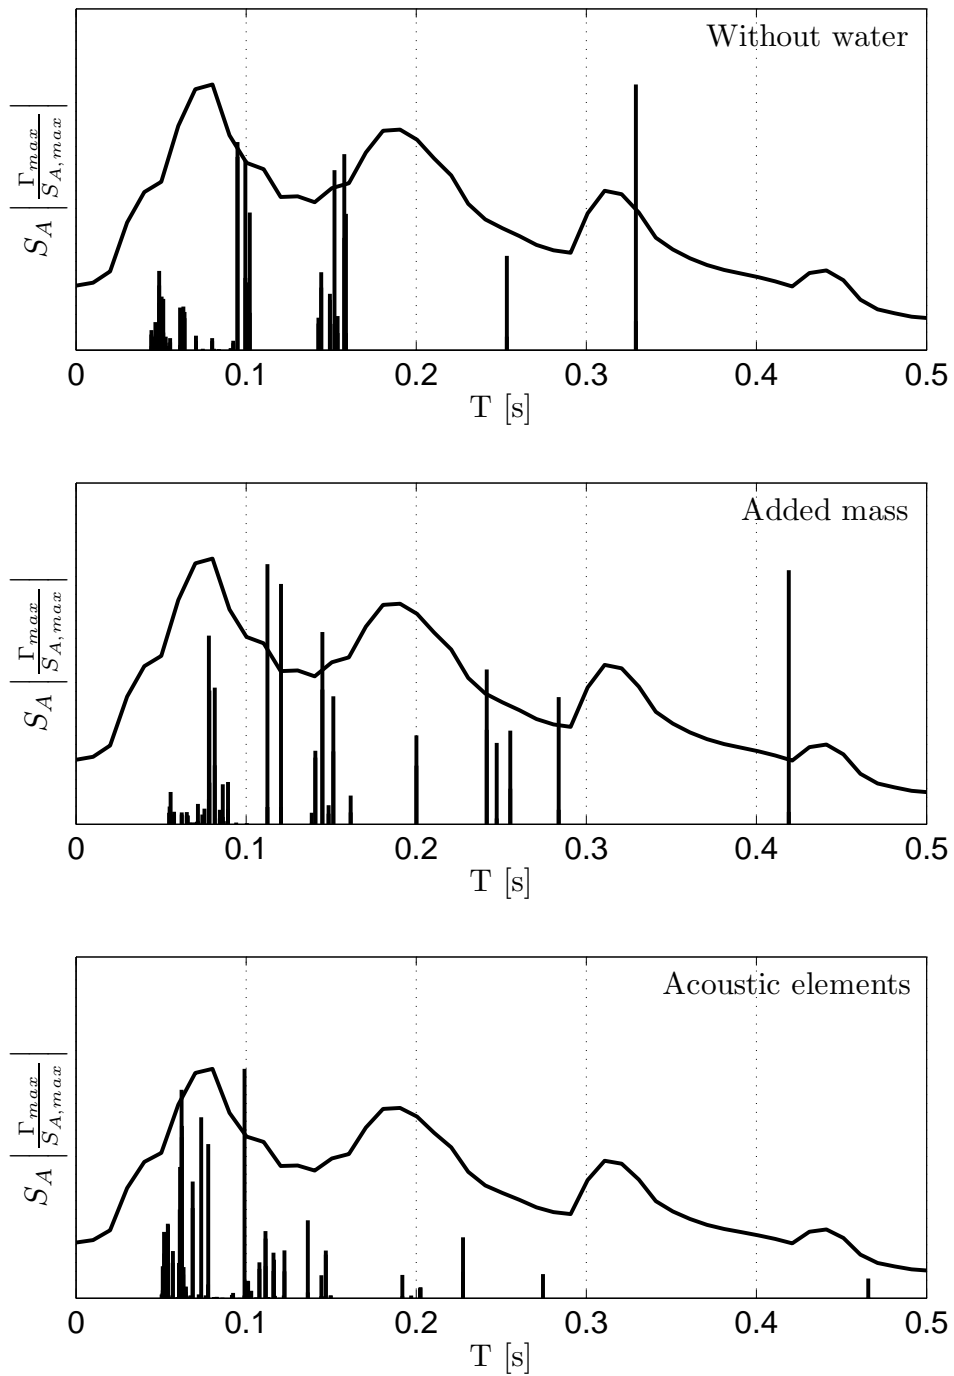 Without water
S_A |Γ_max / S_A,max|
0 0.1 0.2 0.3 0.4 0.5
T [s]
Added mass
S_A |Γ_max / S_A,max|
0 0.1 0.2 0.3 0.4 0.5
T [s]
Acoustic elements
S_A |Γ_max / S_A,max|
0 0.1 0.2 0.3 0.4 0.5
T [s]